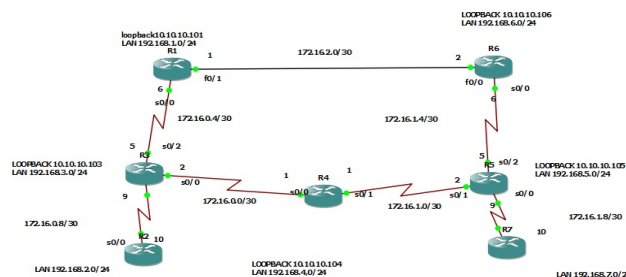 LOOPBACK 10.10.10.106
LAN 192.168.6.0/24
loopback10.10.10.101
LAN 192.168.1.0/24
R1
1
172.16.2.0/30
2
R6
f0/1
f0/0
s0/0
6
s0/0
6
172.16.0.4/30
172.16.1.4/30
5
s0/2
R3
LOOPBACK 10.10.10.103
LAN 192.168.3.0/24
2
s0/0
9
172.16.0.0/30
1
R4
1
s0/0
s0/1
172.16.1.0/30
5
s0/2
R5
2
s0/1
LOOPBACK 10.10.10.105
LAN 192.168.5.0/24
s0/0
9
172.16.0.8/30
172.16.1.8/30
R2
s0/0
10
R7
10
LAN 192.168.2.0/24
LOOPBACK 10.10.10.104
LAN 192.168.4.0/24
LAN 192.168.7.0/2